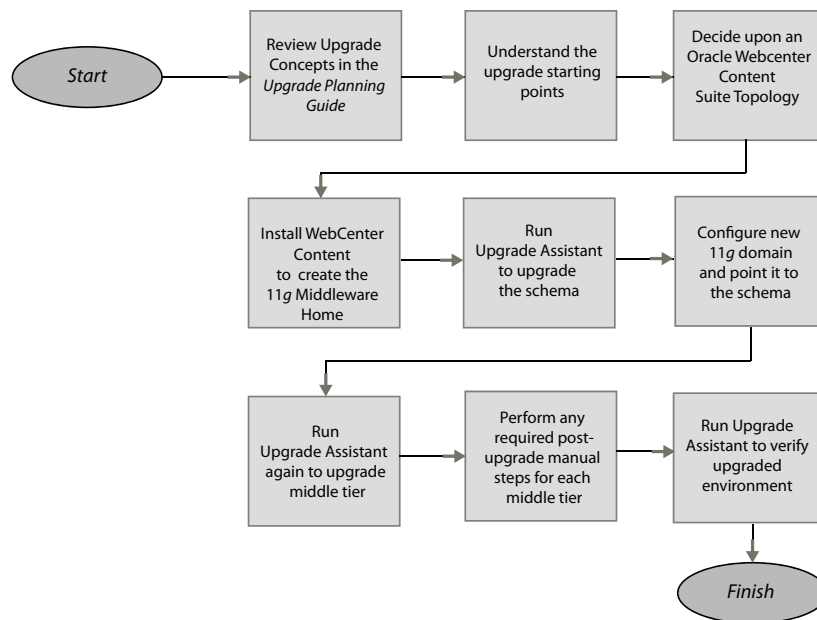 Start
Review Upgrade
Concepts in the
Upgrade Planning
Guide
Understand the
upgrade starting
points
Decide upon an
Oracle Webcenter
Content
Suite Topology
Install WebCenter
Content
to create the
11g Middleware
Home
Run
Upgrade Assistant
to upgrade
the schema
Configure new
11g domain
and point it to
the schema
Run
Upgrade Assistant
again to upgrade
middle tier
Perform any
required post-
upgrade manual
steps for each
middle tier
Run Upgrade
Assistant to verify
upgraded
environment
Finish